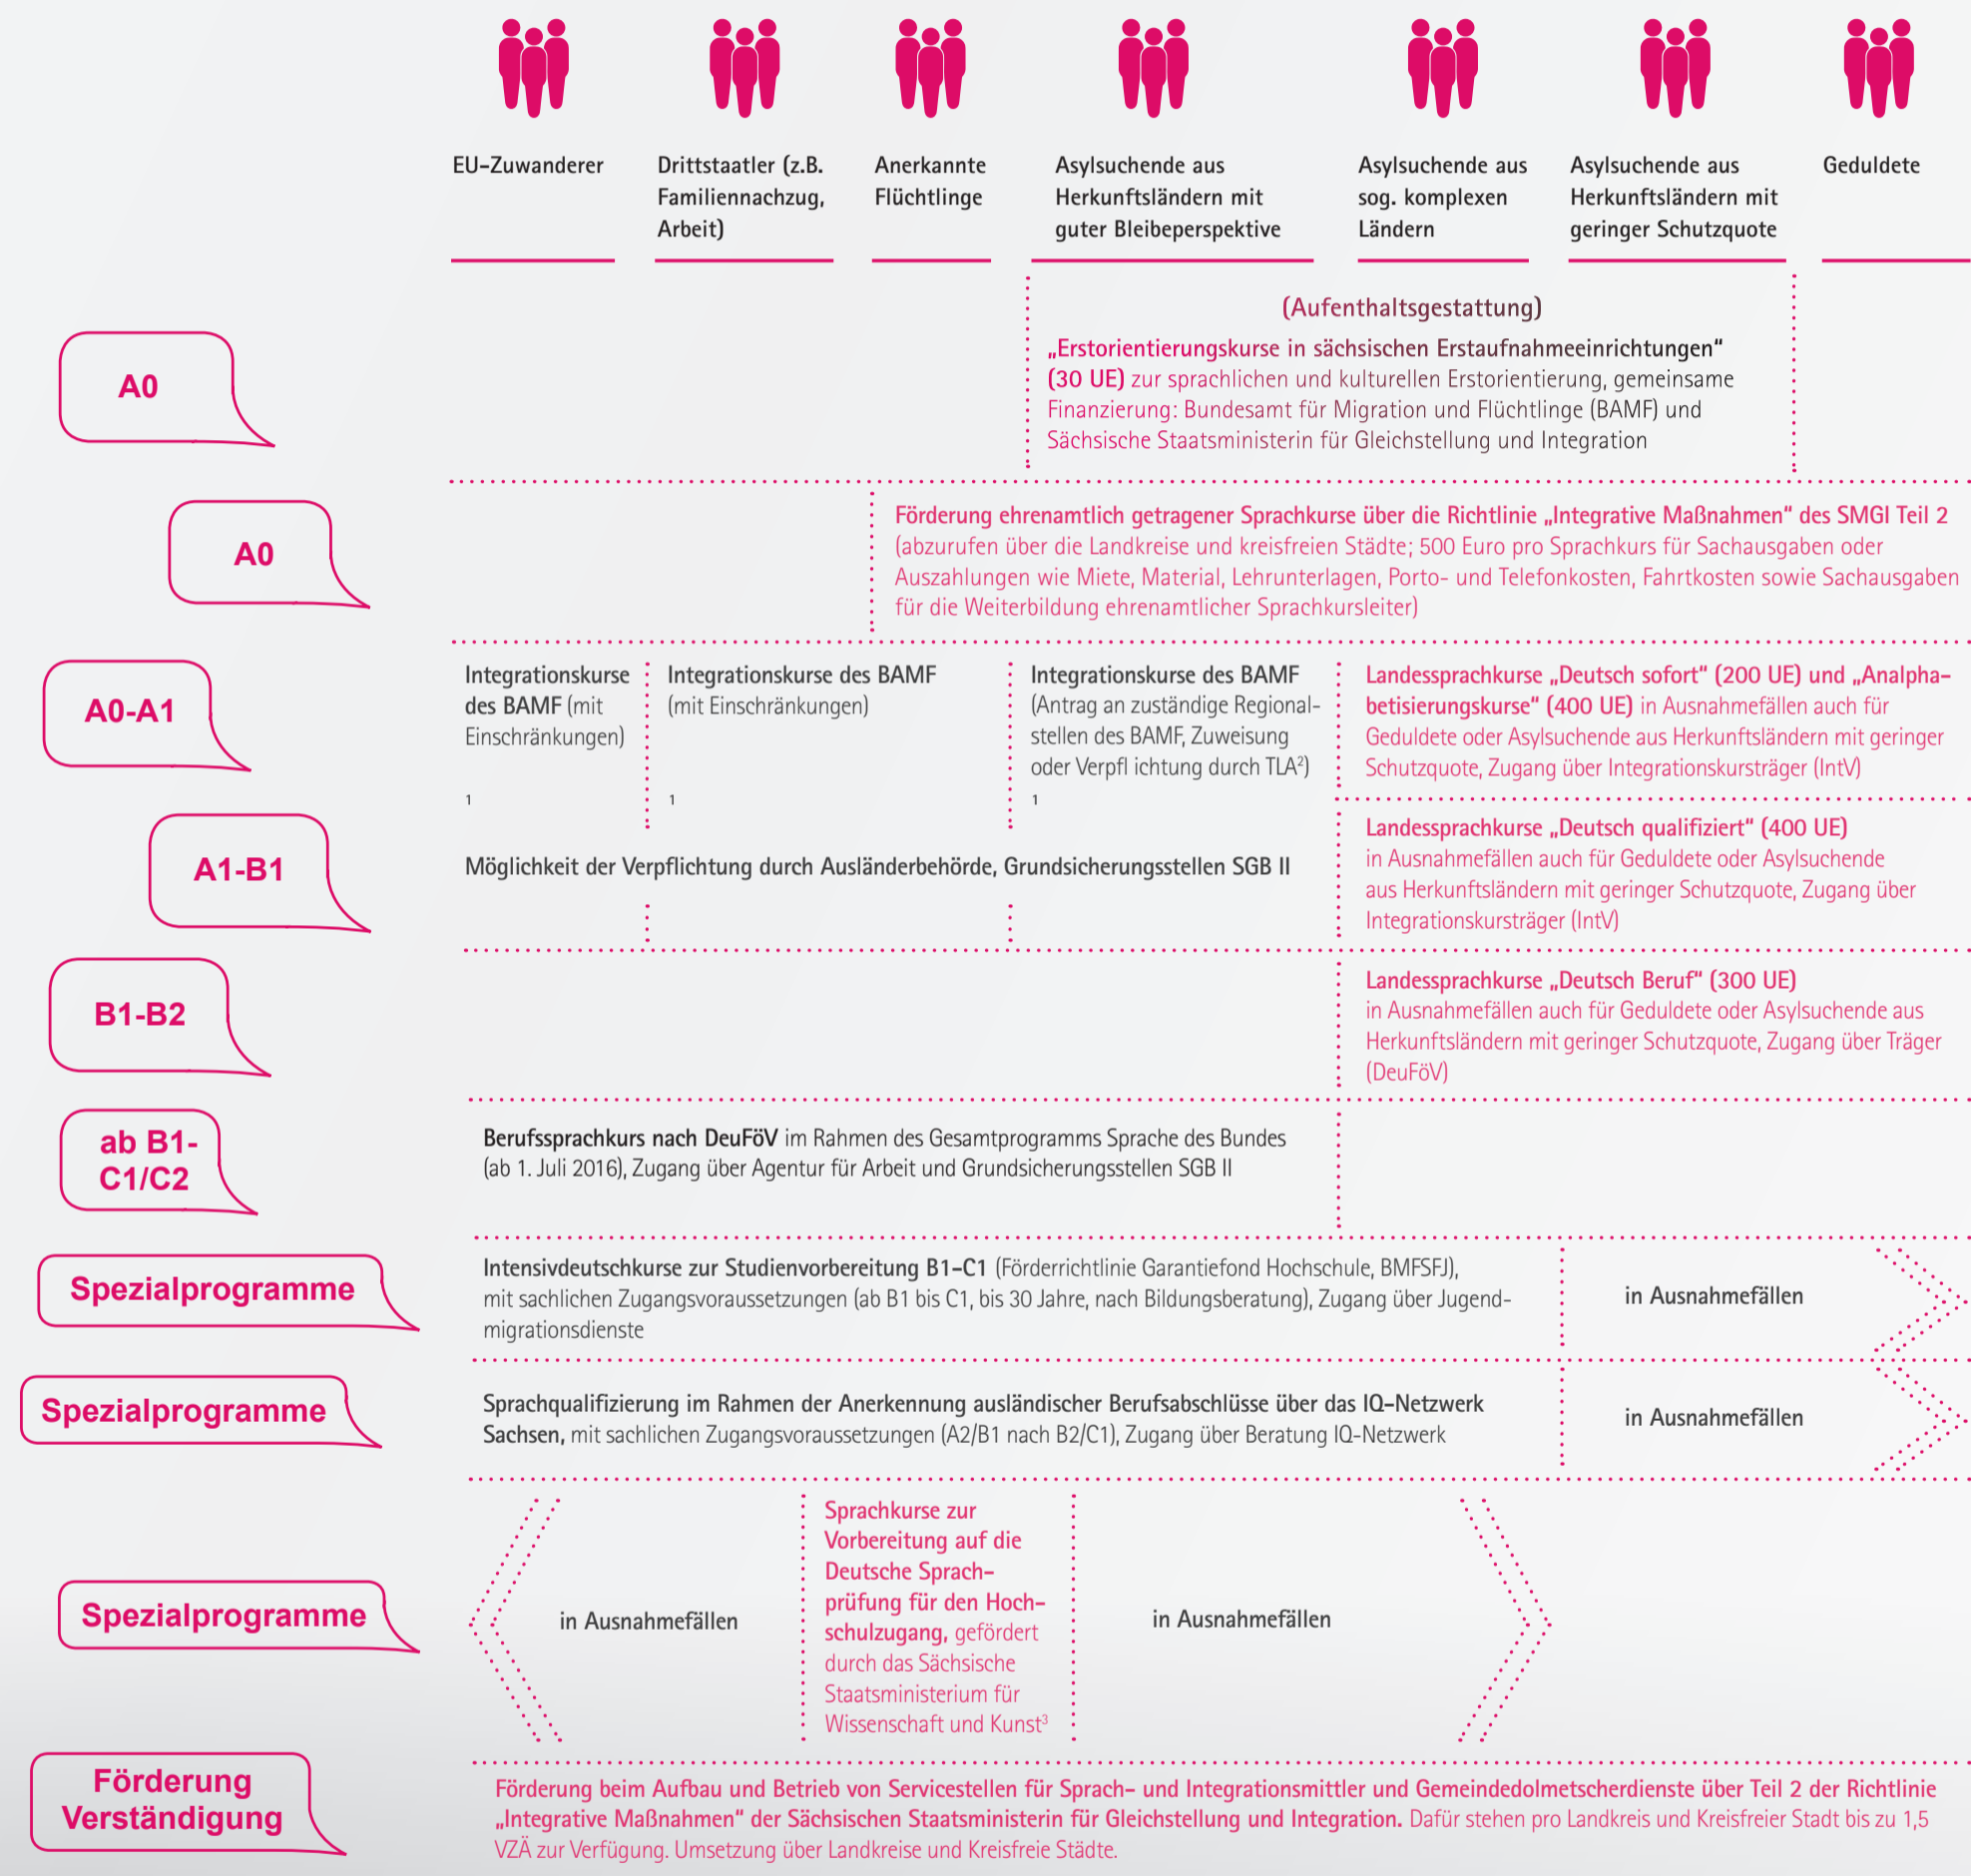 EU-Zuwanderer
Drittstaatler (z.B.
Familiennachzug,
Arbeit)
Anerkannte
Flüchtlinge
Asylsuchende aus
Herkunftsländern mit
guter Bleibeperspektive
Asylsuchende aus
sog. komplexen
Ländern
Asylsuchende aus
Herkunftsländern mit
geringer Schutzquote
Geduldete
A0
(Aufenthaltsgestattung)
„Erstorientierungskurse in sächsischen Erstaufnahmeeinrichtungen“
(30 UE) zur sprachlichen und kulturellen Erstorientierung, gemeinsame
Finanzierung: Bundesamt für Migration und Flüchtlinge (BAMF) und
Sächsische Staatsministerin für Gleichstellung und Integration
A0
Förderung ehrenamtlich getragener Sprachkurse über die Richtlinie „Integrative Maßnahmen“ des SMGI Teil 2
(abzurufen über die Landkreise und kreisfreien Städte; 500 Euro pro Sprachkurs für Sachausgaben oder
Auszahlungen wie Miete, Material, Lehrunterlagen, Porto- und Telefonkosten, Fahrtkosten sowie Sachausgaben
für die Weiterbildung ehrenamtlicher Sprachkursleiter)
A0-A1
Integrationskurse
des BAMF (mit
Einschränkungen)
1
Integrationskurse des BAMF
(mit Einschränkungen)
1
Integrationskurse des BAMF
(Antrag an zuständige Regional-
stellen des BAMF, Zuweisung
oder Verpfl ichtung durch TLA²)
1
Landessprachkurse „Deutsch sofort“ (200 UE) und „Analpha-
betisierungskurse“ (400 UE) in Ausnahmefällen auch für
Geduldete oder Asylsuchende aus Herkunftsländern mit geringer
Schutzquote, Zugang über Integrationskursträger (IntV)
A1-B1
Möglichkeit der Verpflichtung durch Ausländerbehörde, Grundsicherungsstellen SGB II
Landessprachkurse „Deutsch qualifiziert“ (400 UE)
in Ausnahmefällen auch für Geduldete oder Asylsuchende
aus Herkunftsländern mit geringer Schutzquote, Zugang über
Integrationskursträger (IntV)
B1-B2
Landessprachkurse „Deutsch Beruf“ (300 UE)
in Ausnahmefällen auch für Geduldete oder Asylsuchende aus
Herkunftsländern mit geringer Schutzquote, Zugang über Träger
(DeuFöV)
ab B1-
C1/C2
Berufssprachkurs nach DeuFöV im Rahmen des Gesamtprogramms Sprache des Bundes
(ab 1. Juli 2016), Zugang über Agentur für Arbeit und Grundsicherungsstellen SGB II
Spezialprogramme
Intensivdeutschkurse zur Studienvorbereitung B1-C1 (Förderrichtlinie Garantiefond Hochschule, BMFSFJ),
mit sachlichen Zugangsvoraussetzungen (ab B1 bis C1, bis 30 Jahre, nach Bildungsberatung), Zugang über Jugend-
migrationsdienste
in Ausnahmefällen
Spezialprogramme
Sprachqualifizierung im Rahmen der Anerkennung ausländischer Berufsabschlüsse über das IQ-Netzwerk
Sachsen, mit sachlichen Zugangsvoraussetzungen (A2/B1 nach B2/C1), Zugang über Beratung IQ-Netzwerk
in Ausnahmefällen
Spezialprogramme
in Ausnahmefällen
Sprachkurse zur
Vorbereitung auf die
Deutsche Sprach-
prüfung für den Hoch-
schulzugang, gefördert
durch das Sächsische
Staatsministerium für
Wissenschaft und Kunst³
in Ausnahmefällen
Förderung
Verständigung
Förderung beim Aufbau und Betrieb von Servicestellen für Sprach- und Integrationsmittler und Gemeindedolmetscherdienste über Teil 2 der Richtlinie
„Integrative Maßnahmen“ der Sächsischen Staatsministerin für Gleichstellung und Integration. Dafür stehen pro Landkreis und Kreisfreier Stadt bis zu 1,5
VZÄ zur Verfügung. Umsetzung über Landkreise und Kreisfreie Städte.